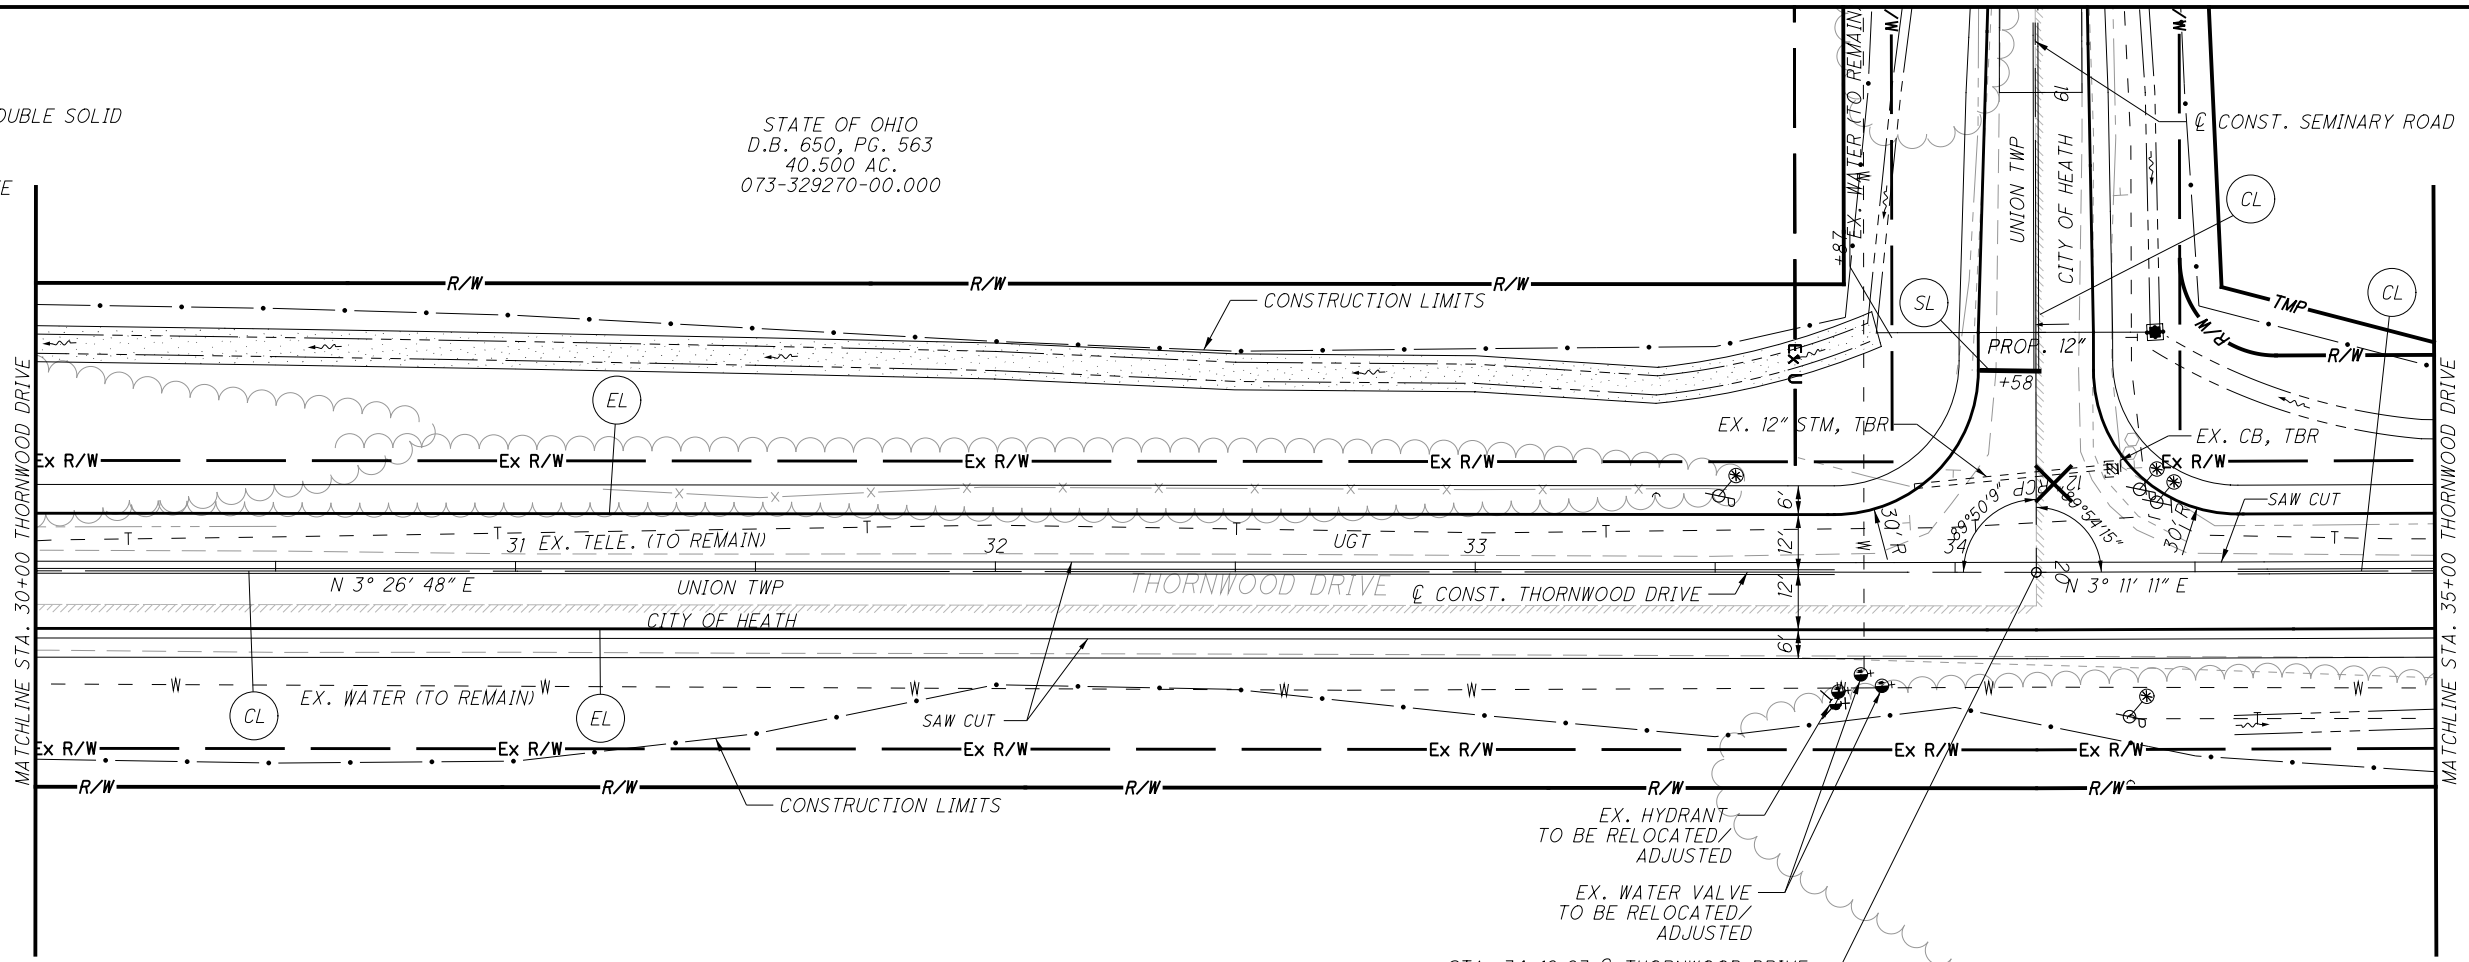 OUBLE SOLID
STATE OF OHIO
D.B. 650, PG. 563
40.500 AC.
073-329270-00.000
EX. WATER (TO REMAIN)
+87
UNION TWP
CITY OF HEATH
19
℄ CONST. SEMINARY ROAD
CL
SL
CL
R/W
R/W
R/W
CONSTRUCTION LIMITS
TMP
R/W
R/W
PROP. 12"
+58
EX U
EL
EX. 12" STM, TBR
EX. CB, TBR
Ex R/W
Ex R/W
Ex R/W
Ex R/W
Ex R/W
12" RCP
SAW CUT
6'
12'
12'
6'
30' R
89°50'9"
89°54'15"
30' R
31
EX. TELE. (TO REMAIN)
32
UGT
33
34
20
N 3° 26' 48" E
UNION TWP
THORNWOOD DRIVE
℄ CONST. THORNWOOD DRIVE
N 3° 11' 11" E
CITY OF HEATH
EX. WATER (TO REMAIN)
CL
EL
SAW CUT
Ex R/W
Ex R/W
Ex R/W
Ex R/W
Ex R/W
Ex R/W
R/W
R/W
R/W
R/W
R/W
CONSTRUCTION LIMITS
EX. HYDRANT
TO BE RELOCATED/
ADJUSTED
EX. WATER VALVE
TO BE RELOCATED/
ADJUSTED
MATCHLINE STA. 30+00 THORNWOOD DRIVE
MATCHLINE STA. 35+00 THORNWOOD DRIVE